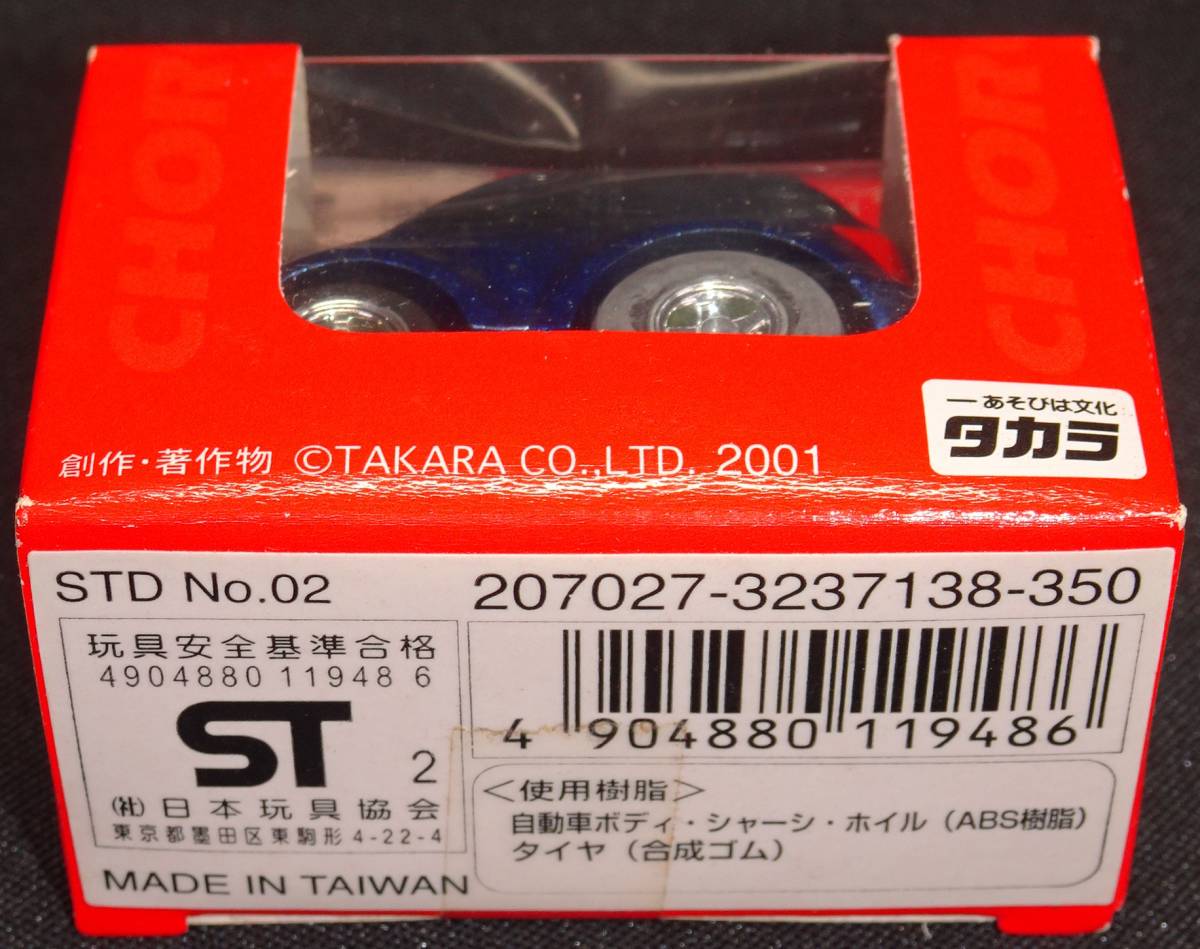 CHOR
CHOR
ーあそびは文化
タカラ
創作・著作物 ©TAKARA CO.,LTD. 2001
STD No.02
207027-3237138-350
玩具安全基準合格
4904880 11948 6
ST 2
(社)日本玩具協会
東京都墨田区東駒形 4-22-4
MADE IN TAIWAN
4 904880 119486
<使用樹脂>
自動車ボディ・シャーシ・ホイル(ABS樹脂)
タイヤ(合成ゴム)